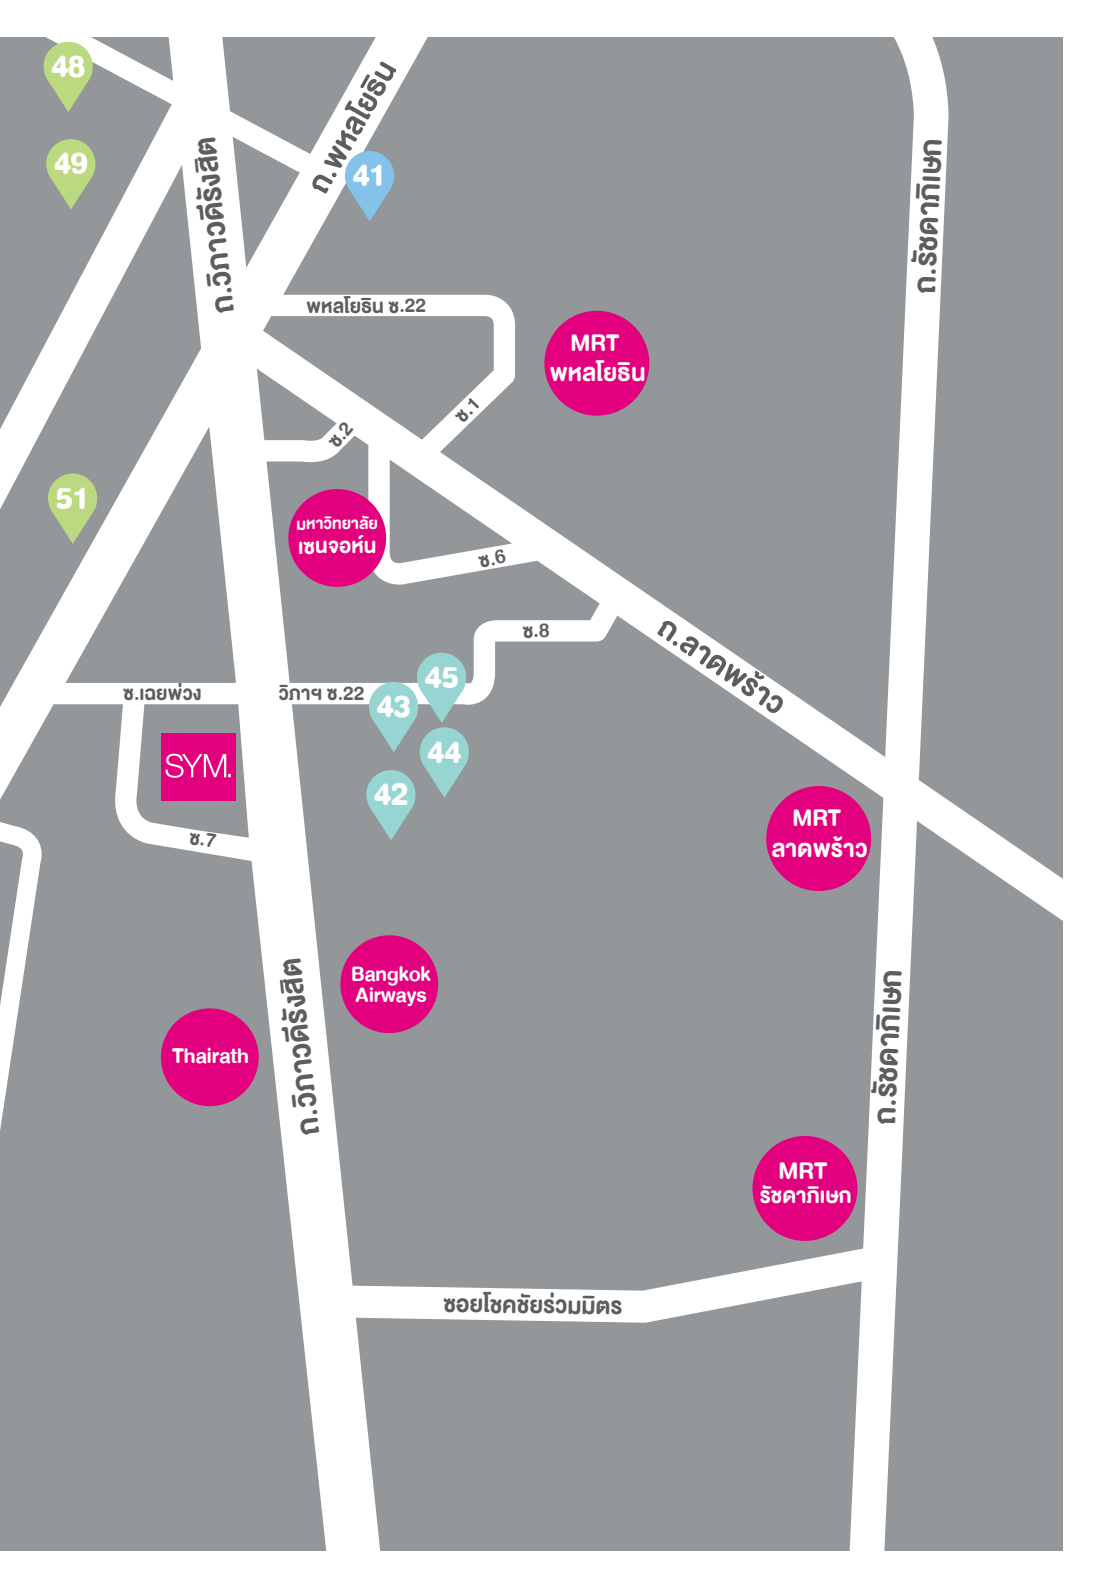 48
ถ.พหลโยธิน
49
41
ถ.วิภาวดีรังสิต
ถ.รัชดาภิเษก
พหลโยธิน ซ.22
MRT
พหลโยธิน
ซ.1
ซ.2
51
มหาวิทยาลัย
เซนจอห์น
ซ.6
ซ.8
ถ.ลาดพร้าว
45
ซ.เฉยพ่วง
วิภาฯ ซ.22
43
44
SYM.
42
ซ.7
MRT
ลาดพร้าว
Bangkok
Airways
Thairath
ถ.วิภาวดีรังสิต
ถ.รัชดาภิเษก
MRT
รัชดาภิเษก
ซอยโชคชัยร่วมมิตร